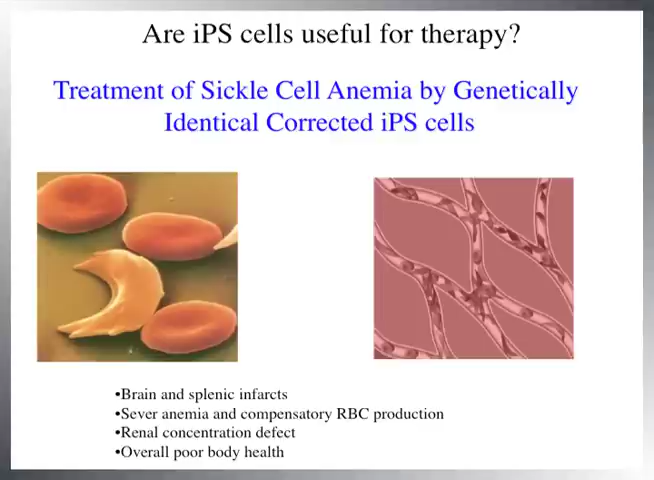 Are iPS cells useful for therapy?
Treatment of Sickle Cell Anemia by Genetically
Identical Corrected iPS cells
•Brain and splenic infarcts
•Sever anemia and compensatory RBC production
•Renal concentration defect
•Overall poor body health